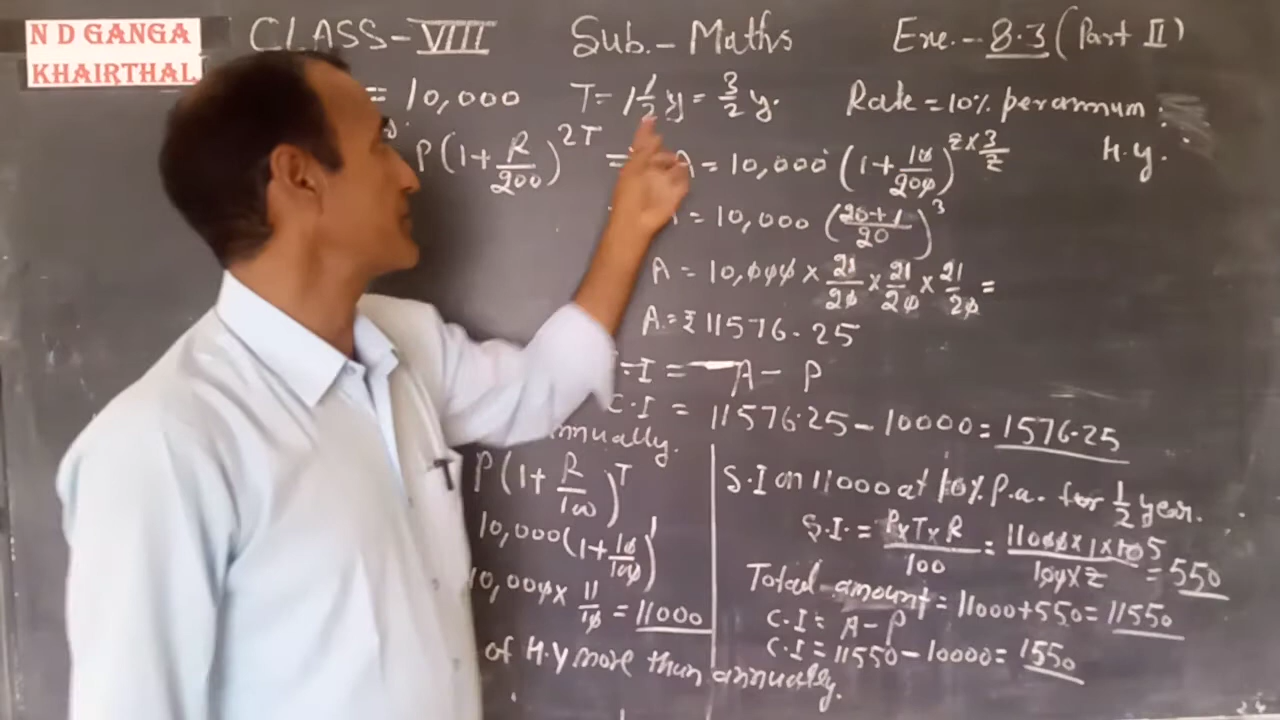 N D GANGA
KHAIRTHAL
CLASS-VIII Sub.- Maths Exe.-8.3 (Part II)
= 10,000 T= 1 1/2 y = 3/2 y. Rate = 10% per annum.
H.Y.
P(1+R/200)^2T => A = 10,000 (1+10/200)^2×3/2
A = 10,000 (20+1/20)^3
A = 10,000 × 21/20 × 21/20 × 21/20 =
A = ₹ 11576.25
.I = A - P
C.I = 11576.25 - 10000 = 1576.25
annually.
P(1+R/100)^T
10,000(1+10/100)^1
10,000 × 11/10 = 11000
S.I on 11000 at 10% P.a. for 1/2 year.
S.I. = P×T×R/100 = 11000×1×10 5/100×2 = 550
Total amount = 11000+550 = 11550
C.I = A-P
C.I = 11550 - 10000 = 1550
of H.Y more than annually.